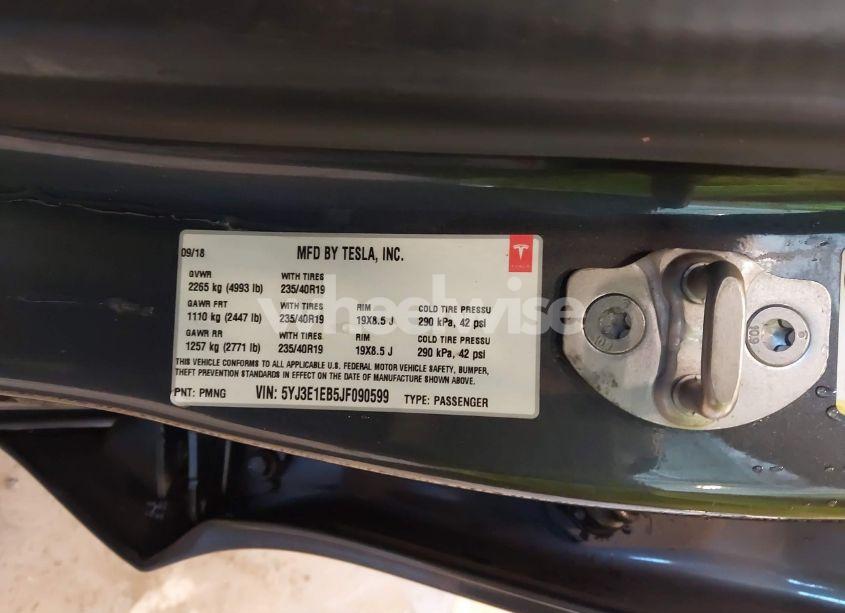 09/18 MFD BY TESLA, INC.
TESLA
GVWR WITH TIRES
2265 kg (4993 lb) 235/40R19
GAWR FRT WITH TIRES RIM COLD TIRE PRESSU
1110 kg (2447 lb) 235/40R19 19X8.5 J 290 kPa, 42 psi
GAWR RR WITH TIRES RIM COLD TIRE PRESSU
1257 kg (2771 lb) 235/40R19 19X8.5 J 290 kPa, 42 psi
THIS VEHICLE CONFORMS TO ALL APPLICABLE U.S. FEDERAL MOTOR VEHICLE SAFETY, BUMPER,
THEFT PREVENTION STANDARDS IN EFFECT ON THE DATE OF MANUFACTURE SHOWN ABOVE.
PNT: PMNG VIN: 5YJ3E1EB5JF090599 TYPE: PASSENGER
wheelwise